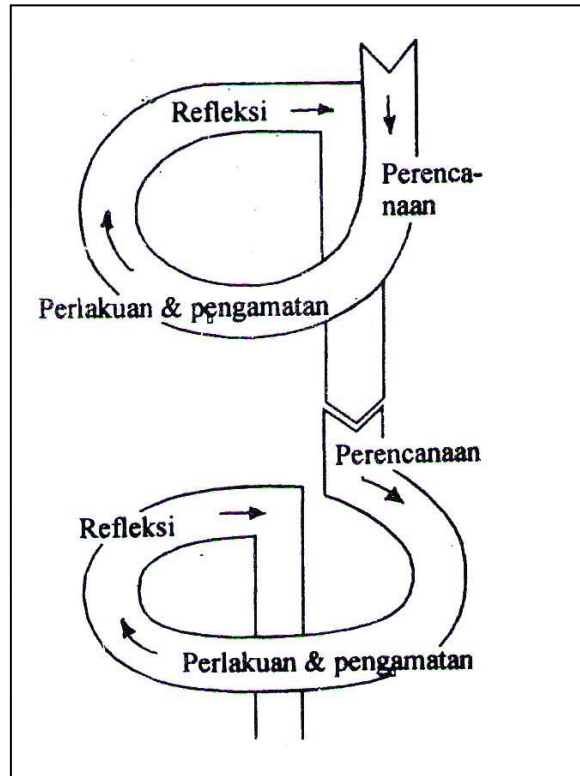 Refleksi
Perenca-
naan
Perlakuan & pengamatan
Perencanaan
Refleksi
Perlakuan & pengamatan